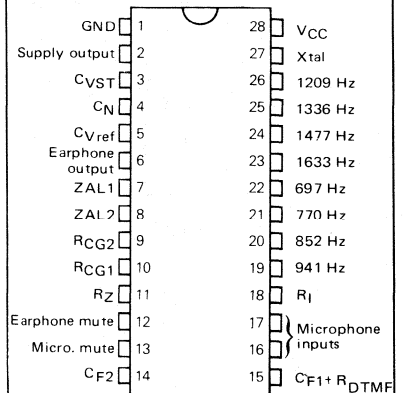 GND 1 28 VCC
Supply output 2 27 Xtal
CVST 3 26 1209 Hz
CN 4 25 1336 Hz
CVref 5 24 1477 Hz
Earphone
output 6 23 1633 Hz
ZAL1 7 22 697 Hz
ZAL2 8 21 770 Hz
RCG2 9 20 852 Hz
RCG1 10 19 941 Hz
RZ 11 18 RI
Earphone mute 12 17 Microphone
Micro. mute 13 16 inputs
CF2 14 15 CF1+ RDTMF